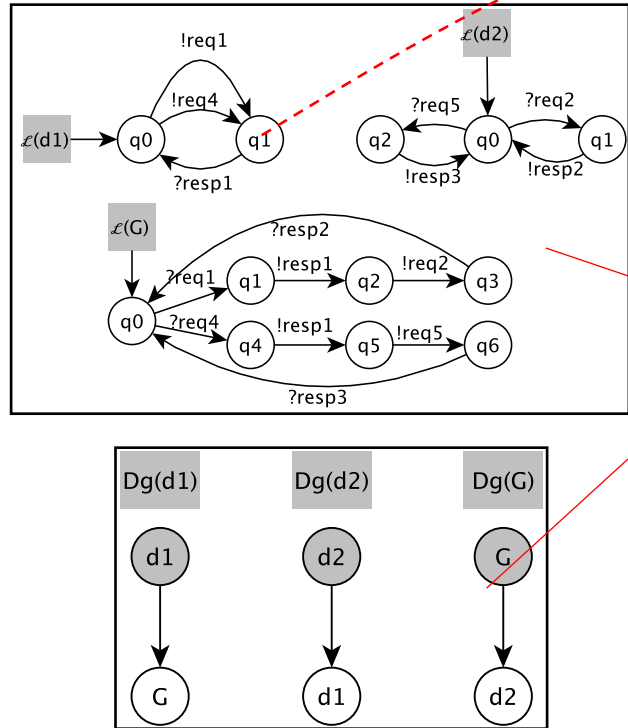 ℒ(d2)
!req1
!req4
?req5
?req2
ℒ(d1)
q0
q1
q2
q0
q1
?resp1
!resp3
!resp2
ℒ(G)
?resp2
?req1
!resp1
!req2
q1
q2
q3
q0
?req4
!resp1
!req5
q4
q5
q6
?resp3
Dg(d1)
Dg(d2)
Dg(G)
d1
d2
G
G
d1
d2